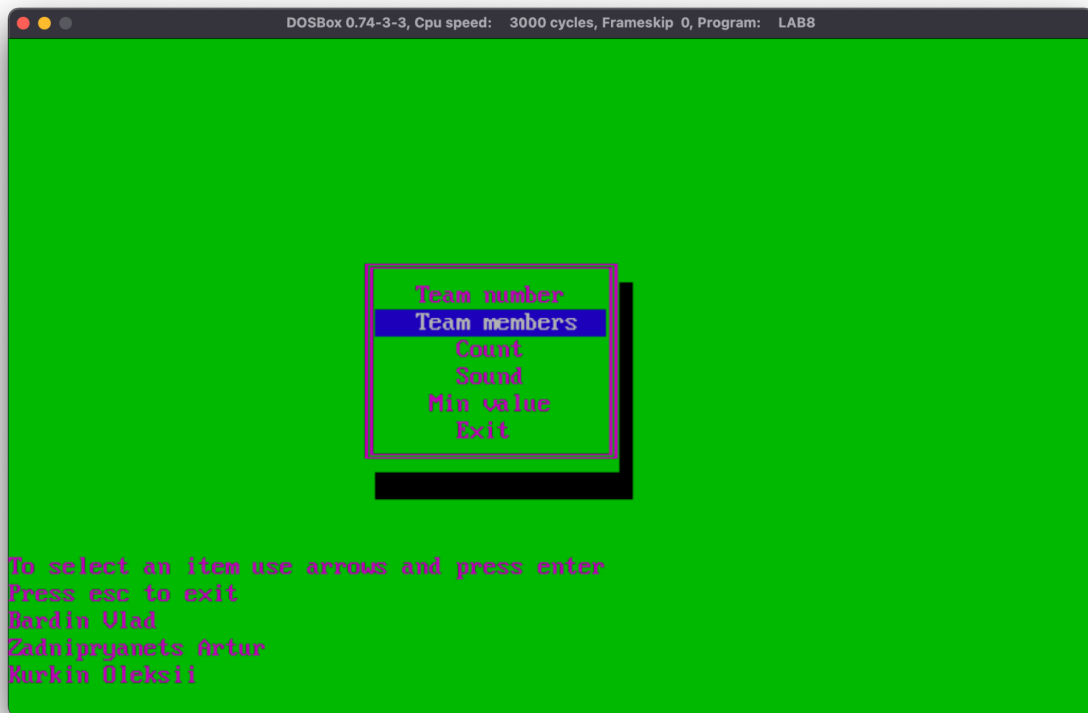 DOSBox 0.74-3-3, Cpu speed: 3000 cycles, Frameskip 0, Program: LAB8
Team number
Team members
Count
Sound
Min value
Exit
To select an item use arrows and press enter
Press esc to exit
Bardin Vlad
Zadnipryanets Artur
Kurkin Oleksii